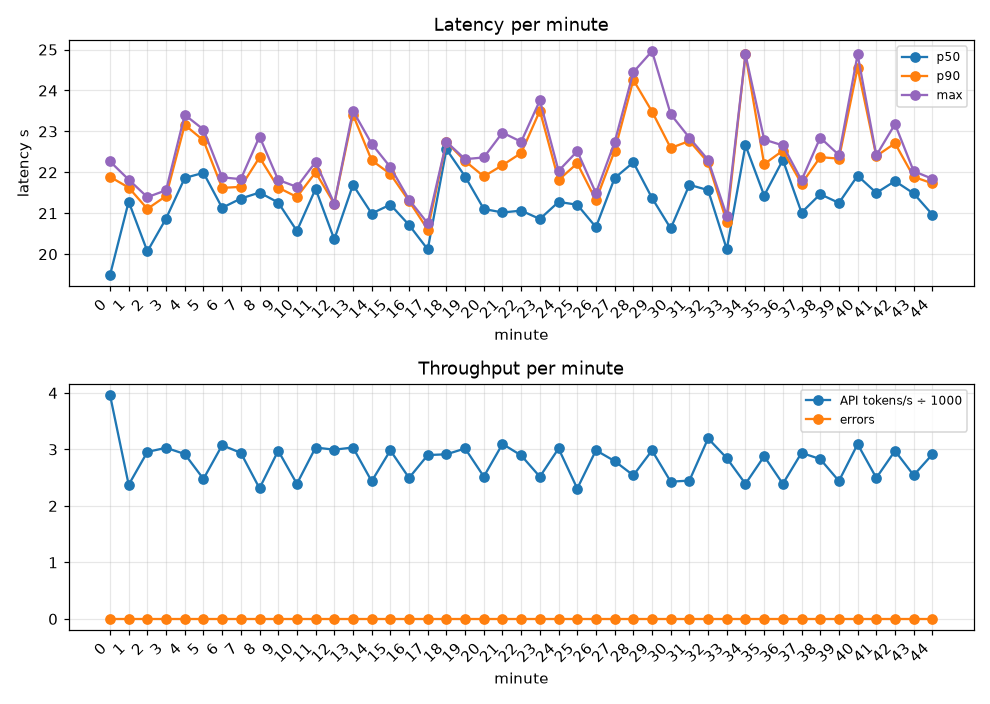 Latency per minute
25
24
23
22
21
20
latency s
p50
p90
max
0 1 2 3 4 5 6 7 8 9 10 11 12 13 14 15 16 17 18 19 20 21 22 23 24 25 26 27 28 29 30 31 32 33 34 35 36 37 38 39 40 41 42 43 44
minute
Throughput per minute
4
3
2
1
0
API tokens/s ÷ 1000
errors
0 1 2 3 4 5 6 7 8 9 10 11 12 13 14 15 16 17 18 19 20 21 22 23 24 25 26 27 28 29 30 31 32 33 34 35 36 37 38 39 40 41 42 43 44
minute